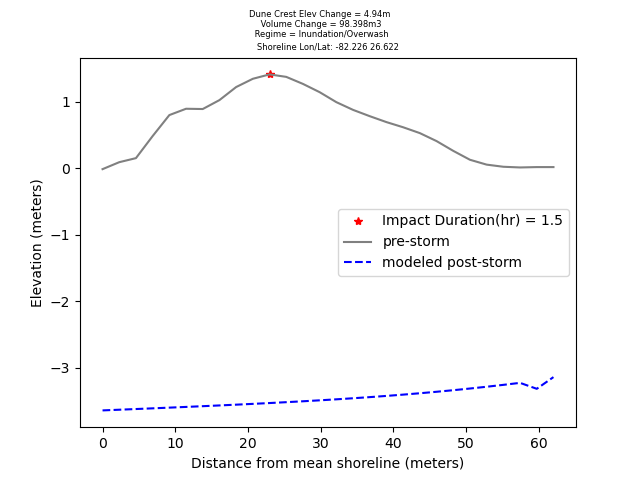 Dune Crest Elev Change = 4.94m
Volume Change = 98.398m3
Regime = Inundation/Overwash
Shoreline Lon/Lat: -82.226 26.622
1
0
−1
−2
−3
Elevation (meters)
Impact Duration(hr) = 1.5
pre-storm
modeled post-storm
0 10 20 30 40 50 60
Distance from mean shoreline (meters)